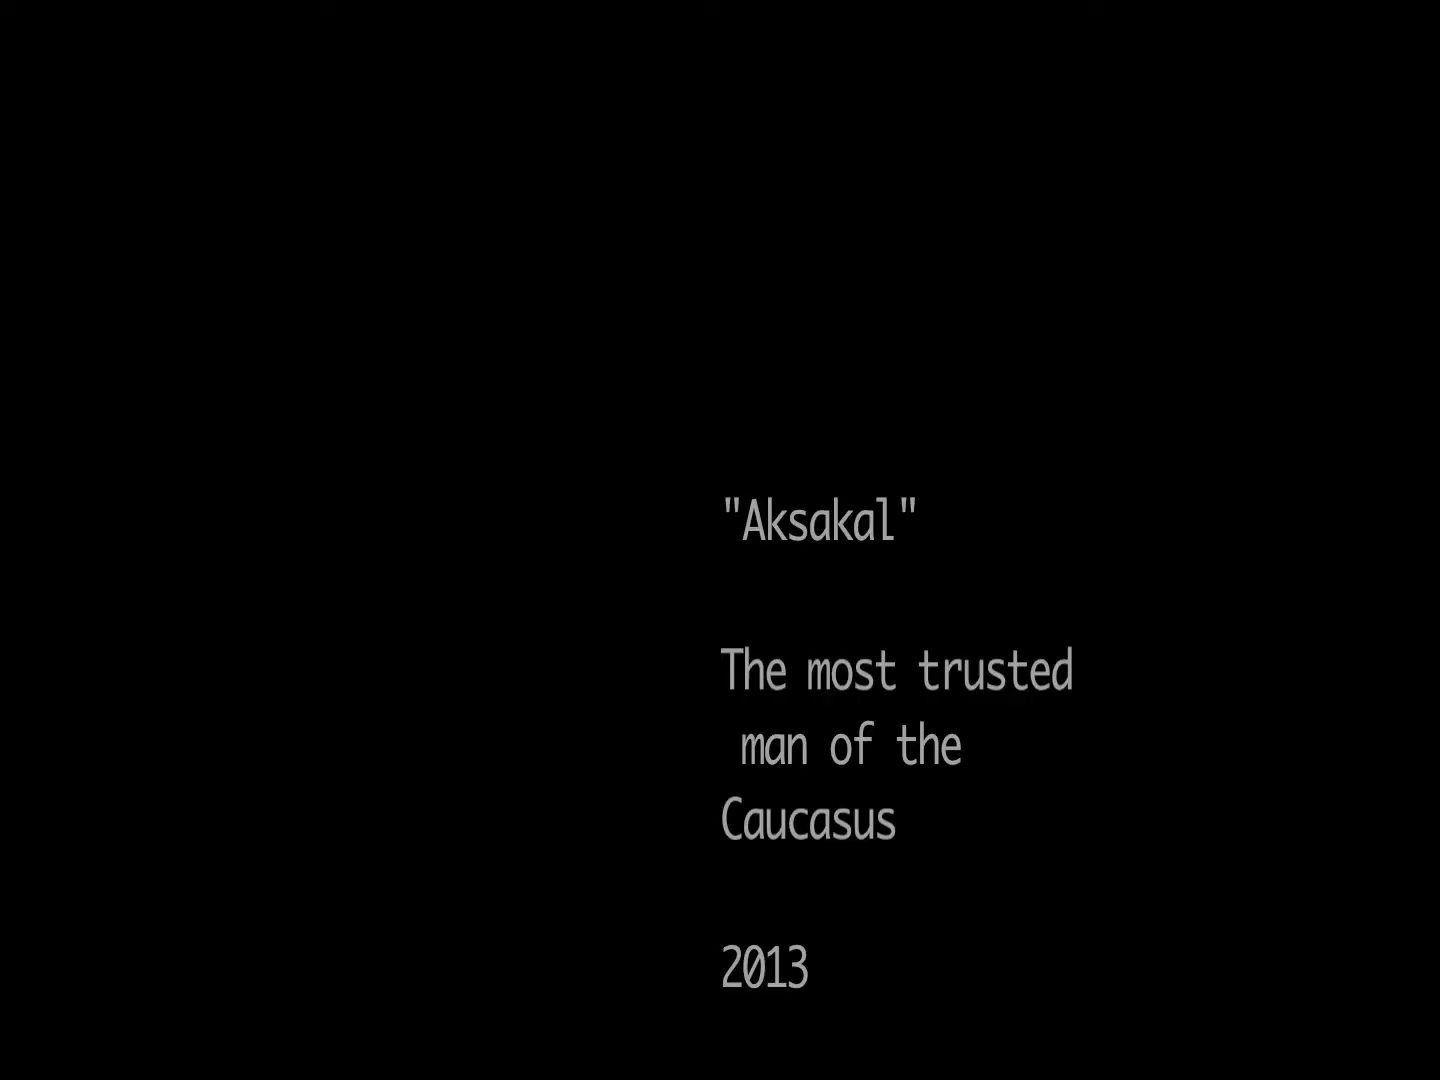 "Aksakal"
The most trusted
man of the
Caucasus
2013